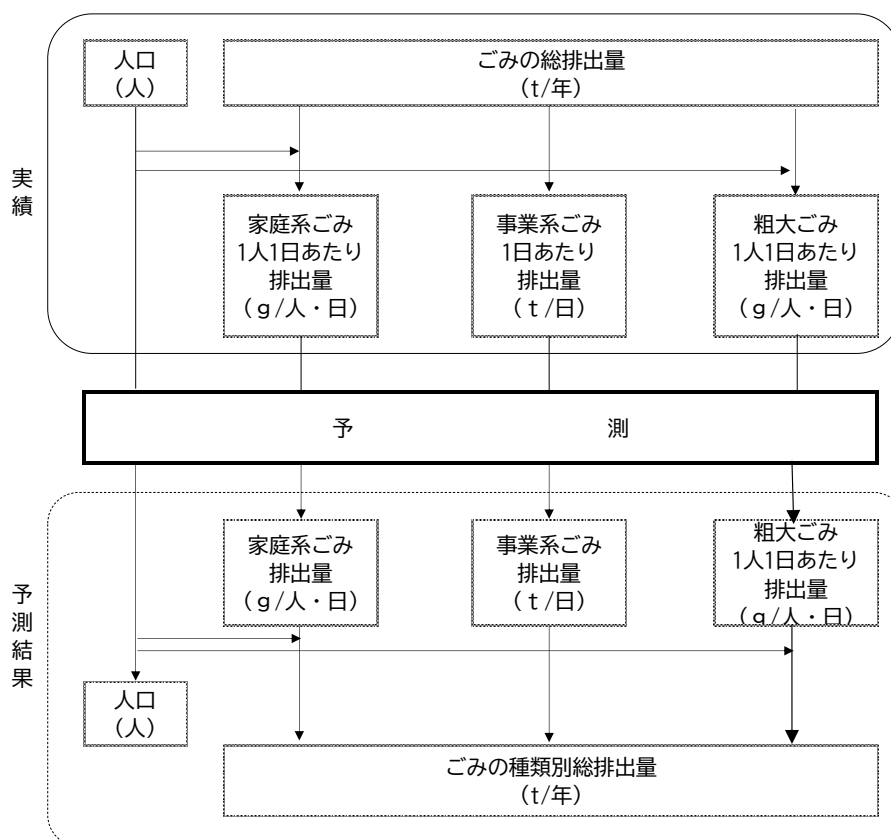 人口
（人）
ごみの総排出量
（t/年）
実績
家庭系ごみ
1人1日あたり
排出量
（ｇ/人・日）
事業系ごみ
1日あたり
排出量
（ｔ/日）
粗大ごみ
1人1日あたり
排出量
（ｇ/人・日）
予　測
予測結果
家庭系ごみ
排出量
（ｇ/人・日）
事業系ごみ
排出量
（ｔ/日）
粗大ごみ
1人1日あたり
排出量
（ｇ/人・日）
人口
（人）
ごみの種類別総排出量
（t/年）